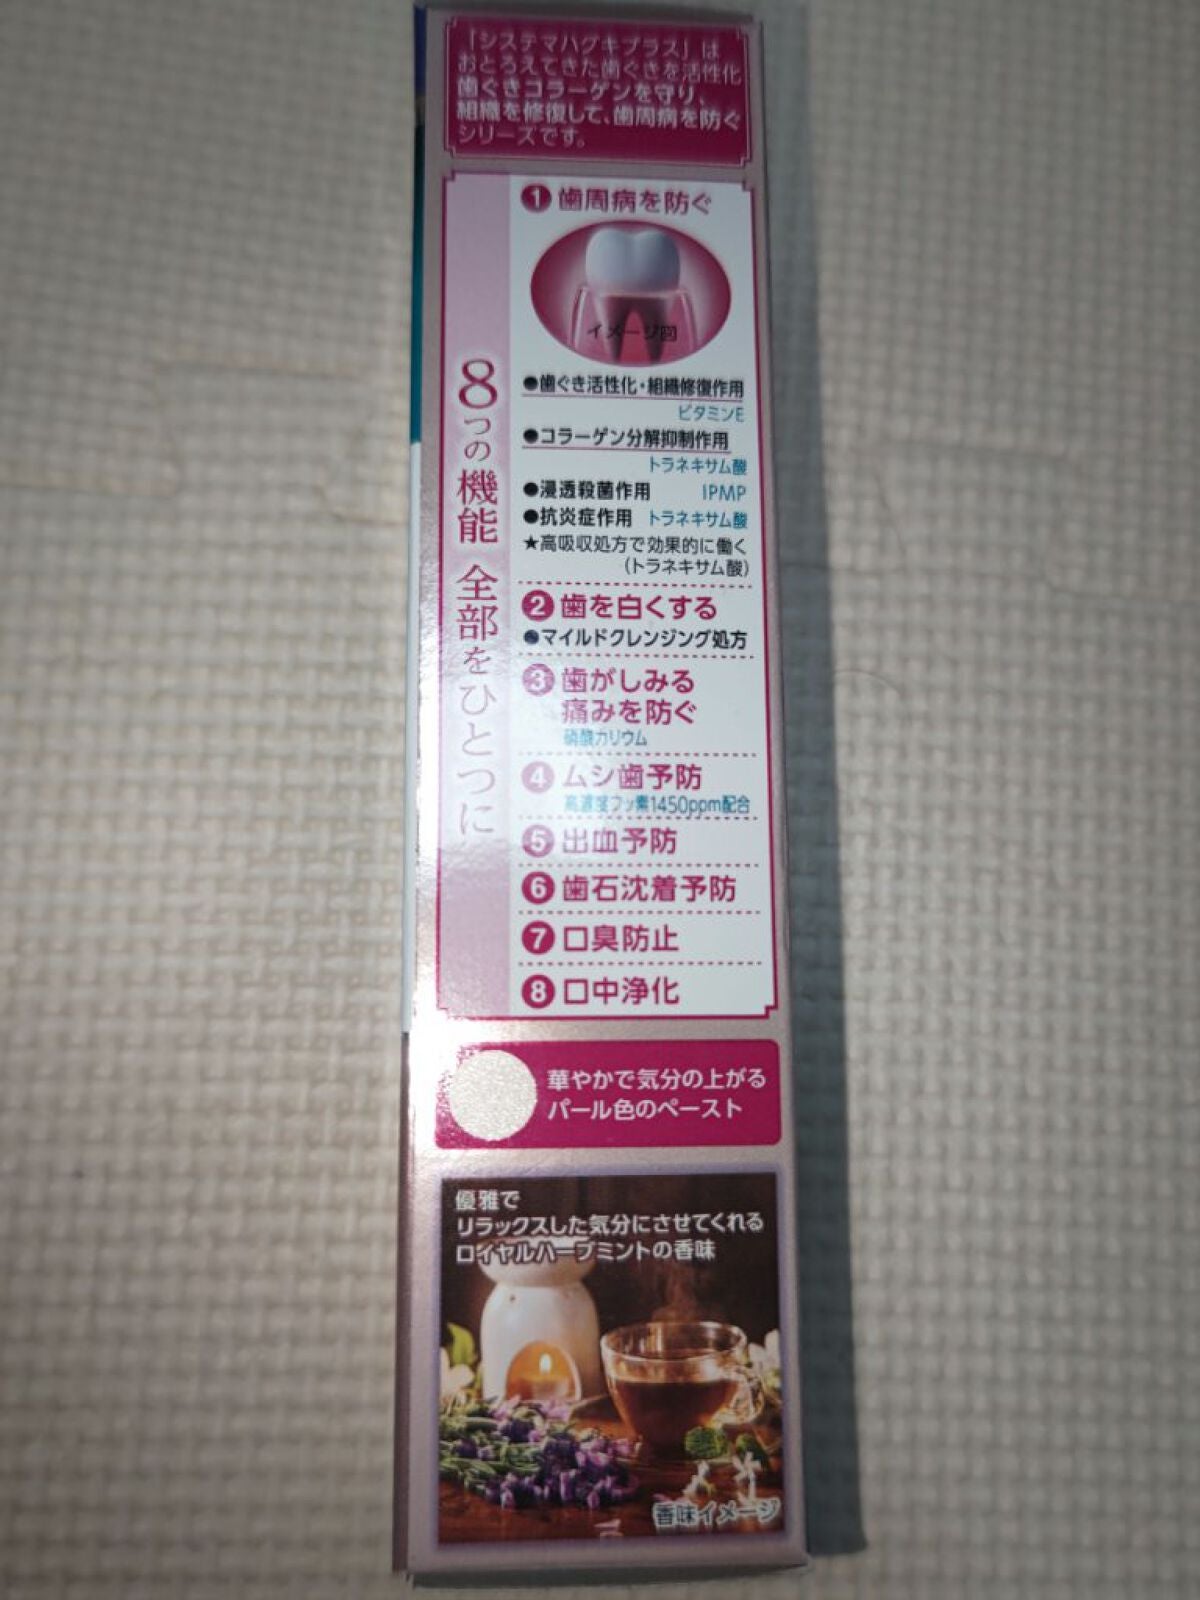 「システマハグキプラス」は
おとろえてきた歯ぐきを活性化
歯ぐきコラーゲンを守り、
組織を修復して、歯周病を防ぐ
シリーズです。
8つの機能 全部をひとつに
1 歯周病を防ぐ
イメージ図
●歯ぐき活性化・組織修復作用
ビタミンE
●コラーゲン分解抑制作用
トラネキサム酸
●浸透殺菌作用 IPMP
●抗炎症作用 トラネキサム酸
★高吸収処方で効果的に働く
(トラネキサム酸)
2 歯を白くする
●マイルドクレンジング処方
3 歯がしみる
痛みを防ぐ
硝酸カリウム
4 ムシ歯予防
高濃度フッ素1450ppm配合
5 出血予防
6 歯石沈着予防
7 口臭防止
8 口中浄化
華やかで気分の上がる
パール色のペースト
優雅で
リラックスした気分にさせてくれる
ロイヤルハーブミントの香味
香味イメージ